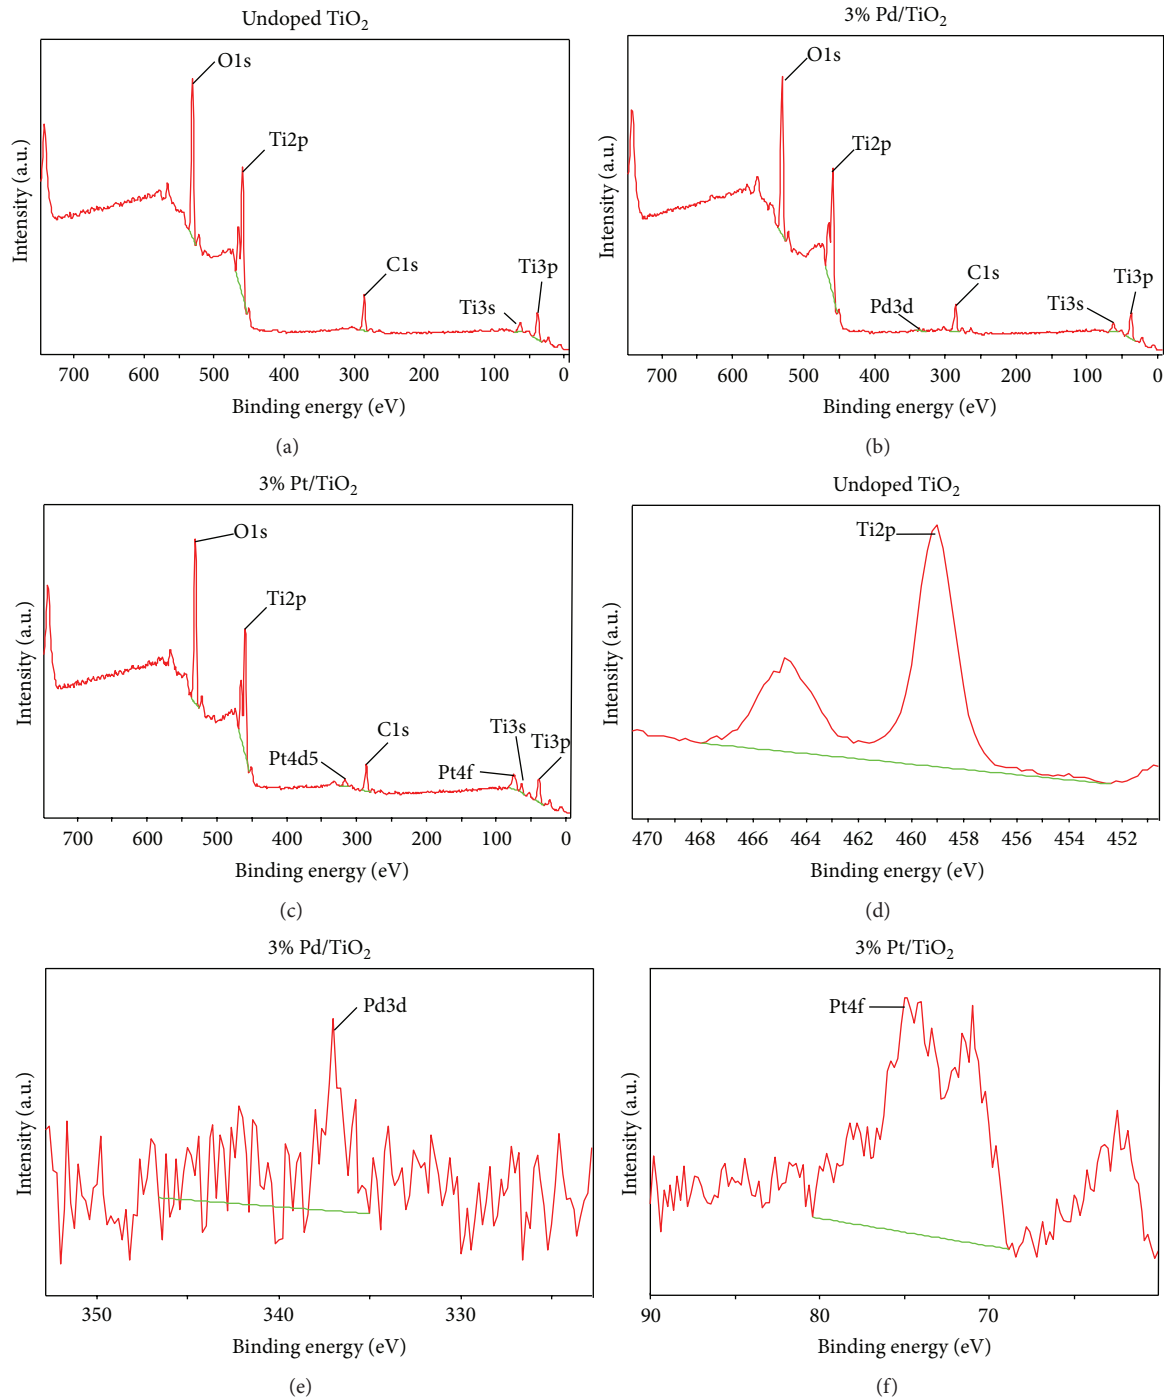 Undoped TiO₂
Intensity (a.u.)
O1s
Ti2p
C1s
Ti3s
Ti3p
700 600 500 400 300 200 100 0
Binding energy (eV)
(a)
3% Pd/TiO₂
Intensity (a.u.)
O1s
Ti2p
Pd3d
C1s
Ti3s
Ti3p
700 600 500 400 300 200 100 0
Binding energy (eV)
(b)
3% Pt/TiO₂
Intensity (a.u.)
O1s
Ti2p
Pt4d5
C1s
Pt4f
Ti3s
Ti3p
700 600 500 400 300 200 100 0
Binding energy (eV)
(c)
Undoped TiO₂
Intensity (a.u.)
Ti2p
470 468 466 464 462 460 458 456 454 452
Binding energy (eV)
(d)
3% Pd/TiO₂
Intensity (a.u.)
Pd3d
350 340 330
Binding energy (eV)
(e)
3% Pt/TiO₂
Intensity (a.u.)
Pt4f
90 80 70
Binding energy (eV)
(f)